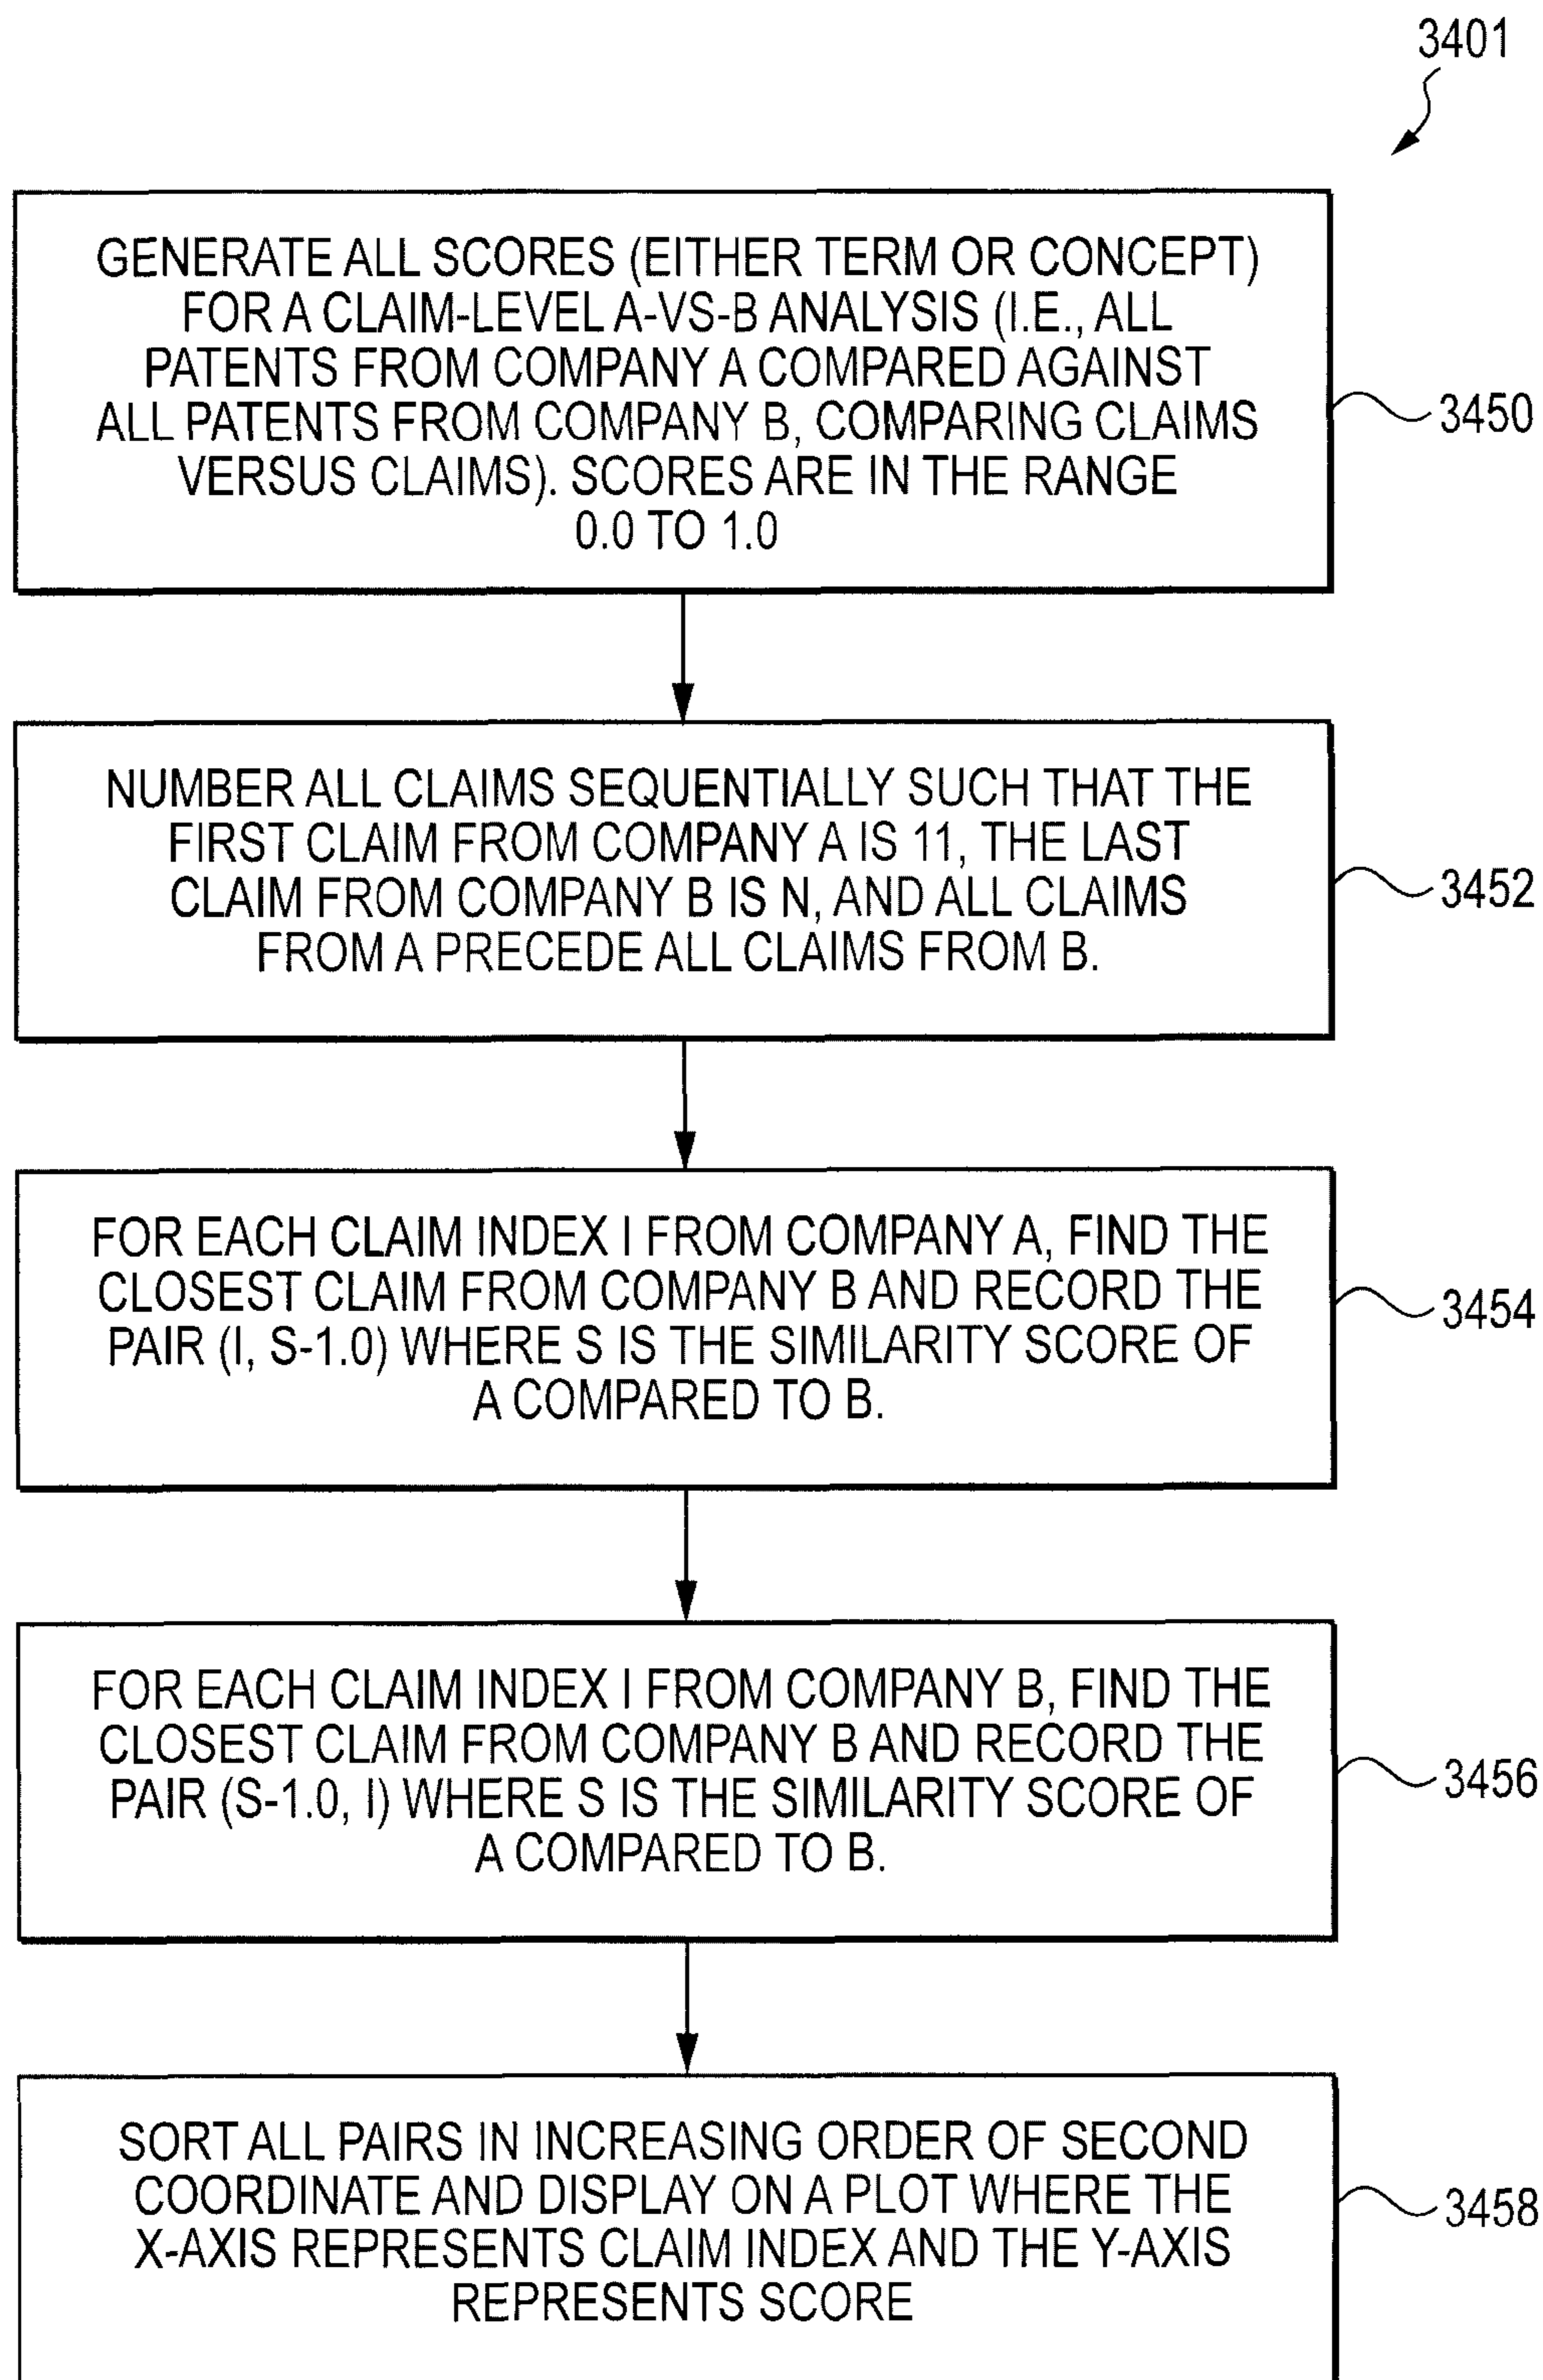 3401
GENERATE ALL SCORES (EITHER TERM OR CONCEPT)
FOR A CLAIM-LEVEL A-VS-B ANALYSIS (I.E., ALL
PATENTS FROM COMPANY A COMPARED AGAINST
ALL PATENTS FROM COMPANY B, COMPARING CLAIMS
VERSUS CLAIMS). SCORES ARE IN THE RANGE
0.0 TO 1.0
3450
NUMBER ALL CLAIMS SEQUENTIALLY SUCH THAT THE
FIRST CLAIM FROM COMPANY A IS 11, THE LAST
CLAIM FROM COMPANY B IS N, AND ALL CLAIMS
FROM A PRECEDE ALL CLAIMS FROM B.
3452
FOR EACH CLAIM INDEX I FROM COMPANY A, FIND THE
CLOSEST CLAIM FROM COMPANY B AND RECORD THE
PAIR (I, S-1.0) WHERE S IS THE SIMILARITY SCORE OF
A COMPARED TO B.
3454
FOR EACH CLAIM INDEX I FROM COMPANY B, FIND THE
CLOSEST CLAIM FROM COMPANY B AND RECORD THE
PAIR (S-1.0, I) WHERE S IS THE SIMILARITY SCORE OF
A COMPARED TO B.
3456
SORT ALL PAIRS IN INCREASING ORDER OF SECOND
COORDINATE AND DISPLAY ON A PLOT WHERE THE
X-AXIS REPRESENTS CLAIM INDEX AND THE Y-AXIS
REPRESENTS SCORE
3458